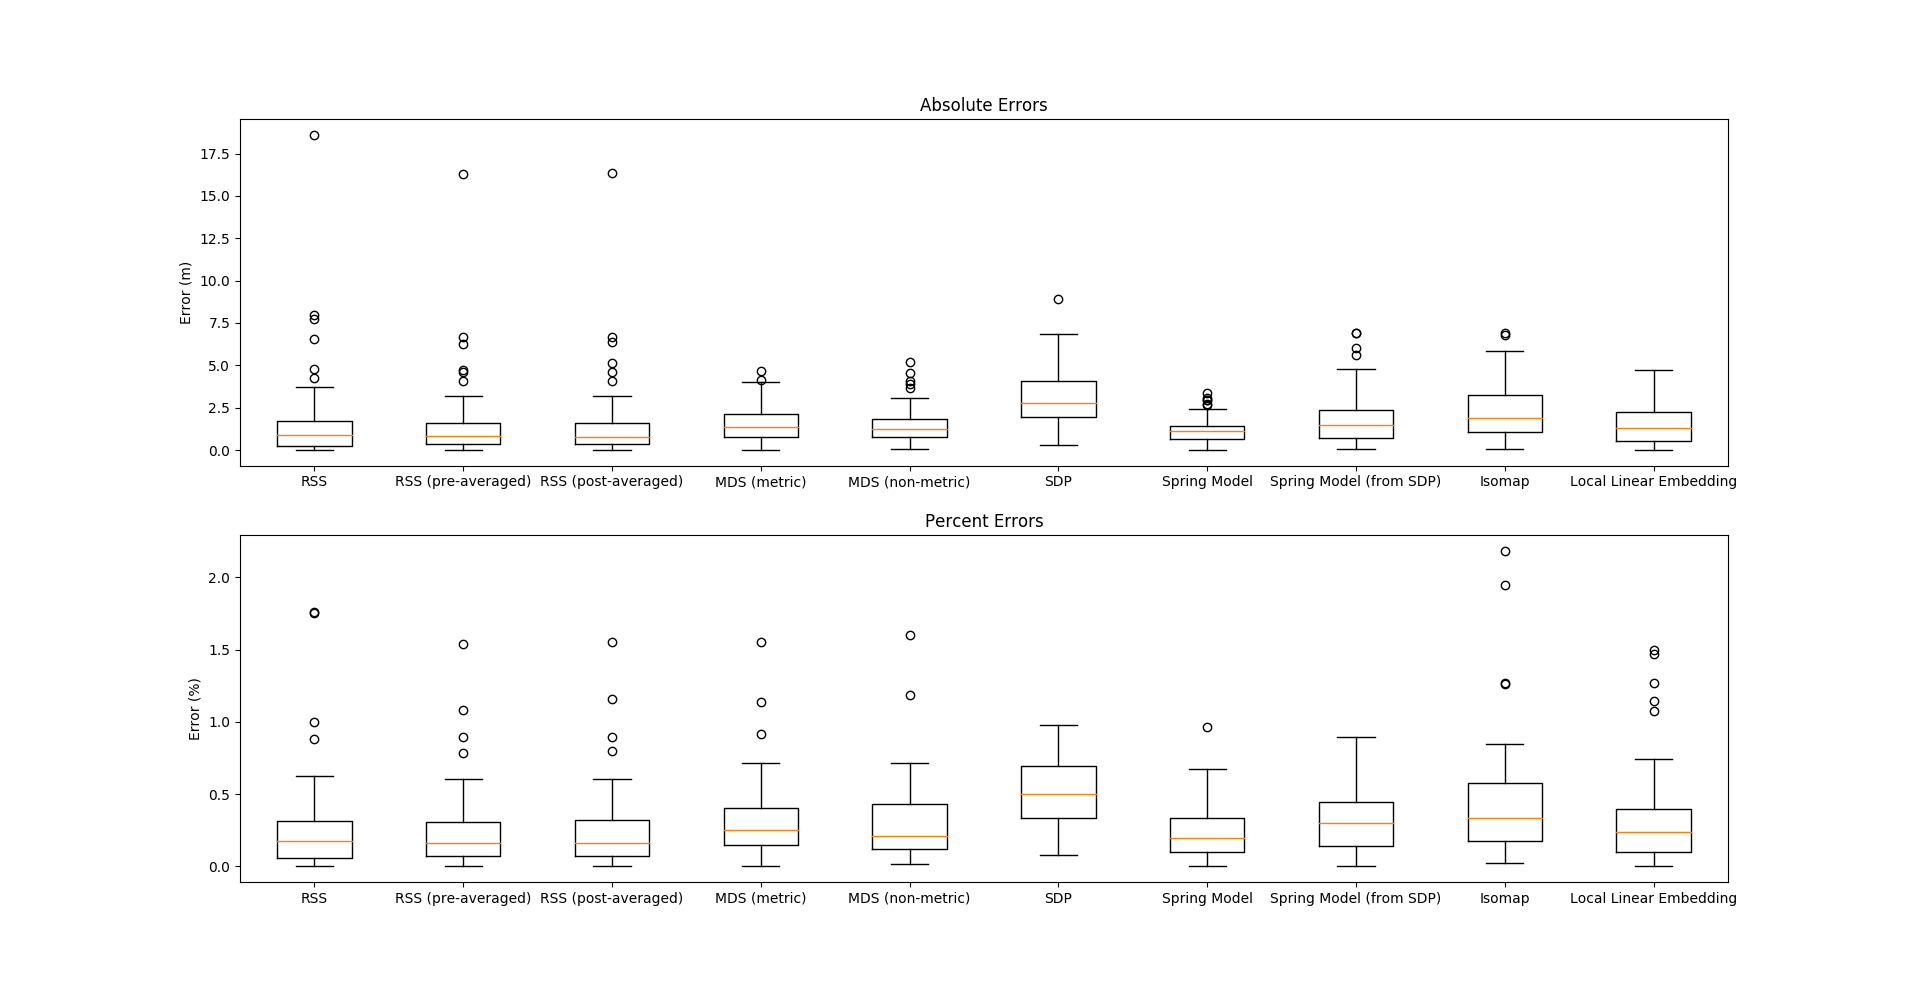 Absolute Errors
Error (m)
17.5
15.0
12.5
10.0
7.5
5.0
2.5
0.0
RSS RSS (pre-averaged) RSS (post-averaged) MDS (metric) MDS (non-metric) SDP Spring Model Spring Model (from SDP) Isomap Local Linear Embedding
Percent Errors
Error (%)
2.0
1.5
1.0
0.5
0.0
RSS RSS (pre-averaged) RSS (post-averaged) MDS (metric) MDS (non-metric) SDP Spring Model Spring Model (from SDP) Isomap Local Linear Embedding